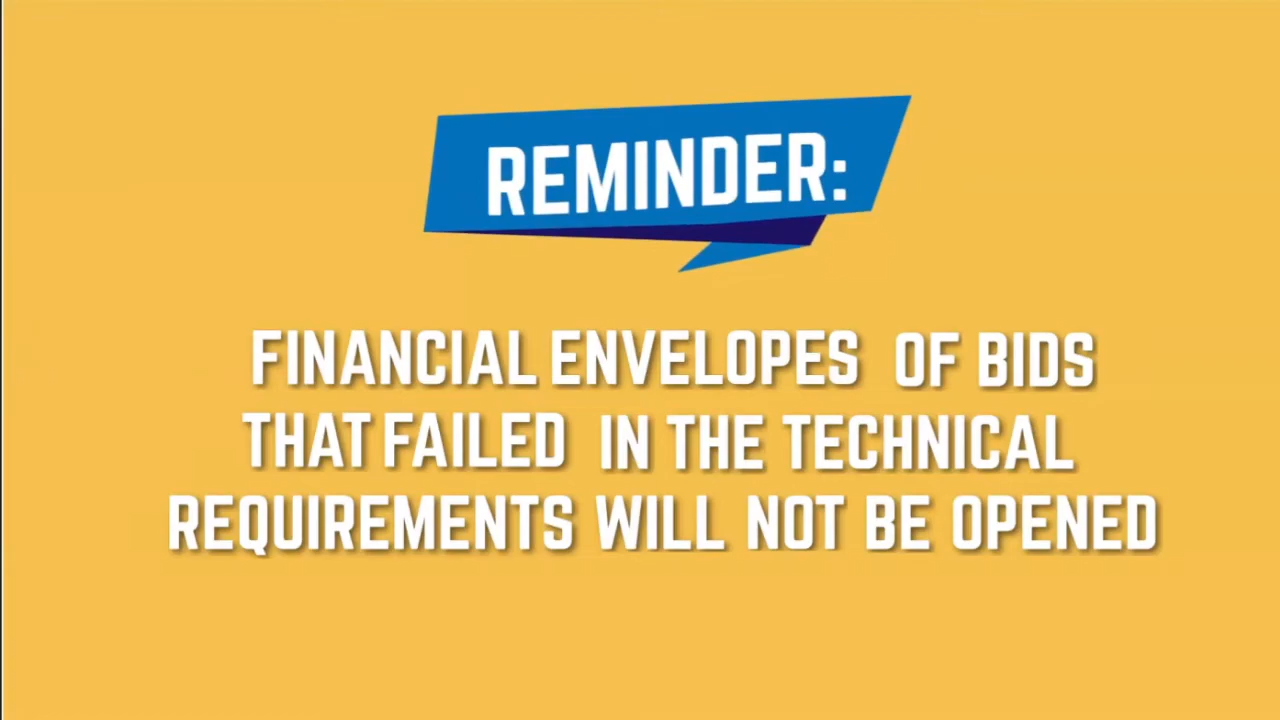 REMINDER:
FINANCIAL ENVELOPES OF BIDS
THAT FAILED IN THE TECHNICAL
REQUIREMENTS WILL NOT BE OPENED